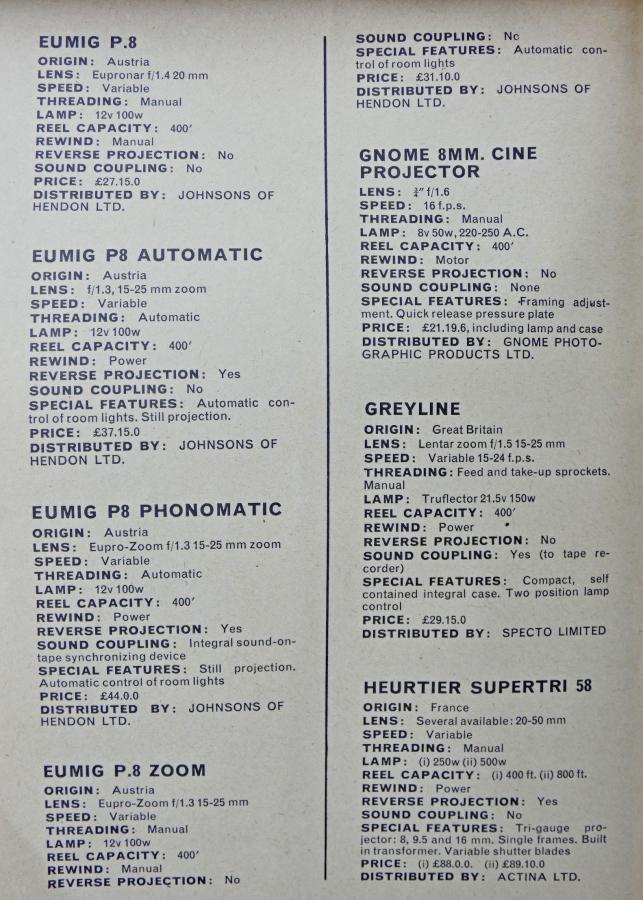 EUMIG P.8
ORIGIN: Austria
LENS: Eupronar f/1.4 20 mm
SPEED: Variable
THREADING: Manual
LAMP: 12v 100w
REEL CAPACITY: 400′
REWIND: Manual
REVERSE PROJECTION: No
SOUND COUPLING: No
PRICE: £27.15.0
DISTRIBUTED BY: JOHNSONS OF
HENDON LTD.
EUMIG P8 AUTOMATIC
ORIGIN: Austria
LENS: f/1.3, 15-25 mm zoom
SPEED: Variable
THREADING: Automatic
LAMP: 12v 100w
REEL CAPACITY: 400′
REWIND: Power
REVERSE PROJECTION: Yes
SOUND COUPLING: No
SPECIAL FEATURES: Automatic con-
trol of room lights. Still projection.
PRICE: £37.15.0
DISTRIBUTED BY: JOHNSONS OF
HENDON LTD.
EUMIG P8 PHONOMATIC
ORIGIN: Austria
LENS: Eupro-Zoom f/1.3 15-25 mm zoom
SPEED: Variable
THREADING: Automatic
LAMP: 12v 100w
REEL CAPACITY: 400′
REWIND: Power
REVERSE PROJECTION: Yes
SOUND COUPLING: Integral sound-on-
tape synchronizing device
SPECIAL FEATURES: Still projection.
Automatic control of room lights
PRICE: £44.0.0
DISTRIBUTED BY: JOHNSONS OF
HENDON LTD.
EUMIG P.8 ZOOM
ORIGIN: Austria
LENS: Eupro-Zoom f/1.3 15-25 mm
SPEED: Variable
THREADING: Manual
LAMP: 12v 100w
REEL CAPACITY: 400′
REWIND: Manual
REVERSE PROJECTION: No
SOUND COUPLING: No
SPECIAL FEATURES: Automatic con-
trol of room lights
PRICE: £31.10.0
DISTRIBUTED BY: JOHNSONS OF
HENDON LTD.
GNOME 8MM. CINE
PROJECTOR
LENS: ¾″ f/1.6
SPEED: 16 f.p.s.
THREADING: Manual
LAMP: 8v 50w, 220-250 A.C.
REEL CAPACITY: 400′
REWIND: Motor
REVERSE PROJECTION: No
SOUND COUPLING: None
SPECIAL FEATURES: Framing adjust-
ment. Quick release pressure plate
PRICE: £21.19.6, including lamp and case
DISTRIBUTED BY: GNOME PHOTO-
GRAPHIC PRODUCTS LTD.
GREYLINE
ORIGIN: Great Britain
LENS: Lentar zoom f/1.5 15-25 mm
SPEED: Variable 15-24 f.p.s.
THREADING: Feed and take-up sprockets.
Manual
LAMP: Truflector 21.5v 150w
REEL CAPACITY: 400′
REWIND: Power
REVERSE PROJECTION: No
SOUND COUPLING: Yes (to tape re-
corder)
SPECIAL FEATURES: Compact, self
contained integral case. Two position lamp
control
PRICE: £29.15.0
DISTRIBUTED BY: SPECTO LIMITED
HEURTIER SUPERTRI 58
ORIGIN: France
LENS: Several available: 20-50 mm
SPEED: Variable
THREADING: Manual
LAMP: (i) 250w (ii) 500w
REEL CAPACITY: (i) 400 ft. (ii) 800 ft.
REWIND: Power
REVERSE PROJECTION: Yes
SOUND COUPLING: No
SPECIAL FEATURES: Tri-gauge pro-
jector: 8, 9.5 and 16 mm. Single frames. Built
in transformer. Variable shutter blades
PRICE: (i) £88.0.0. (ii) £89.10.0
DISTRIBUTED BY: ACTINA LTD.